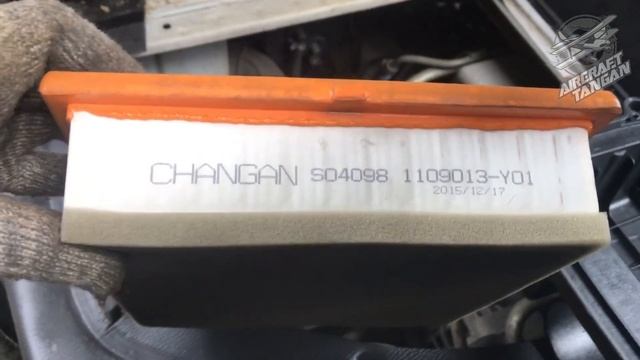 AIRCRAFT
TANGAN
CHANGAN S04098 1109013-Y01
2015/12/17